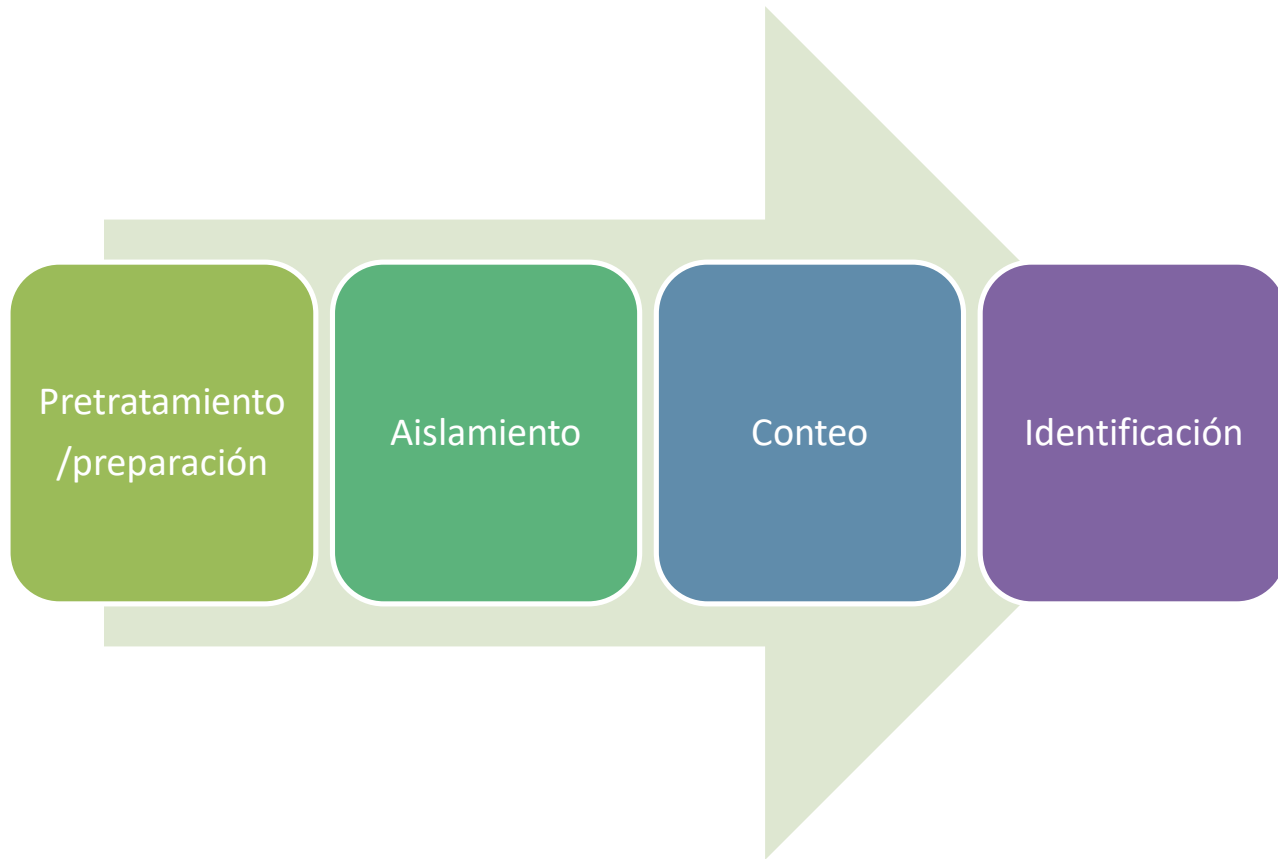 Pretratamiento
/preparación
Aislamiento
Conteo
Identificación